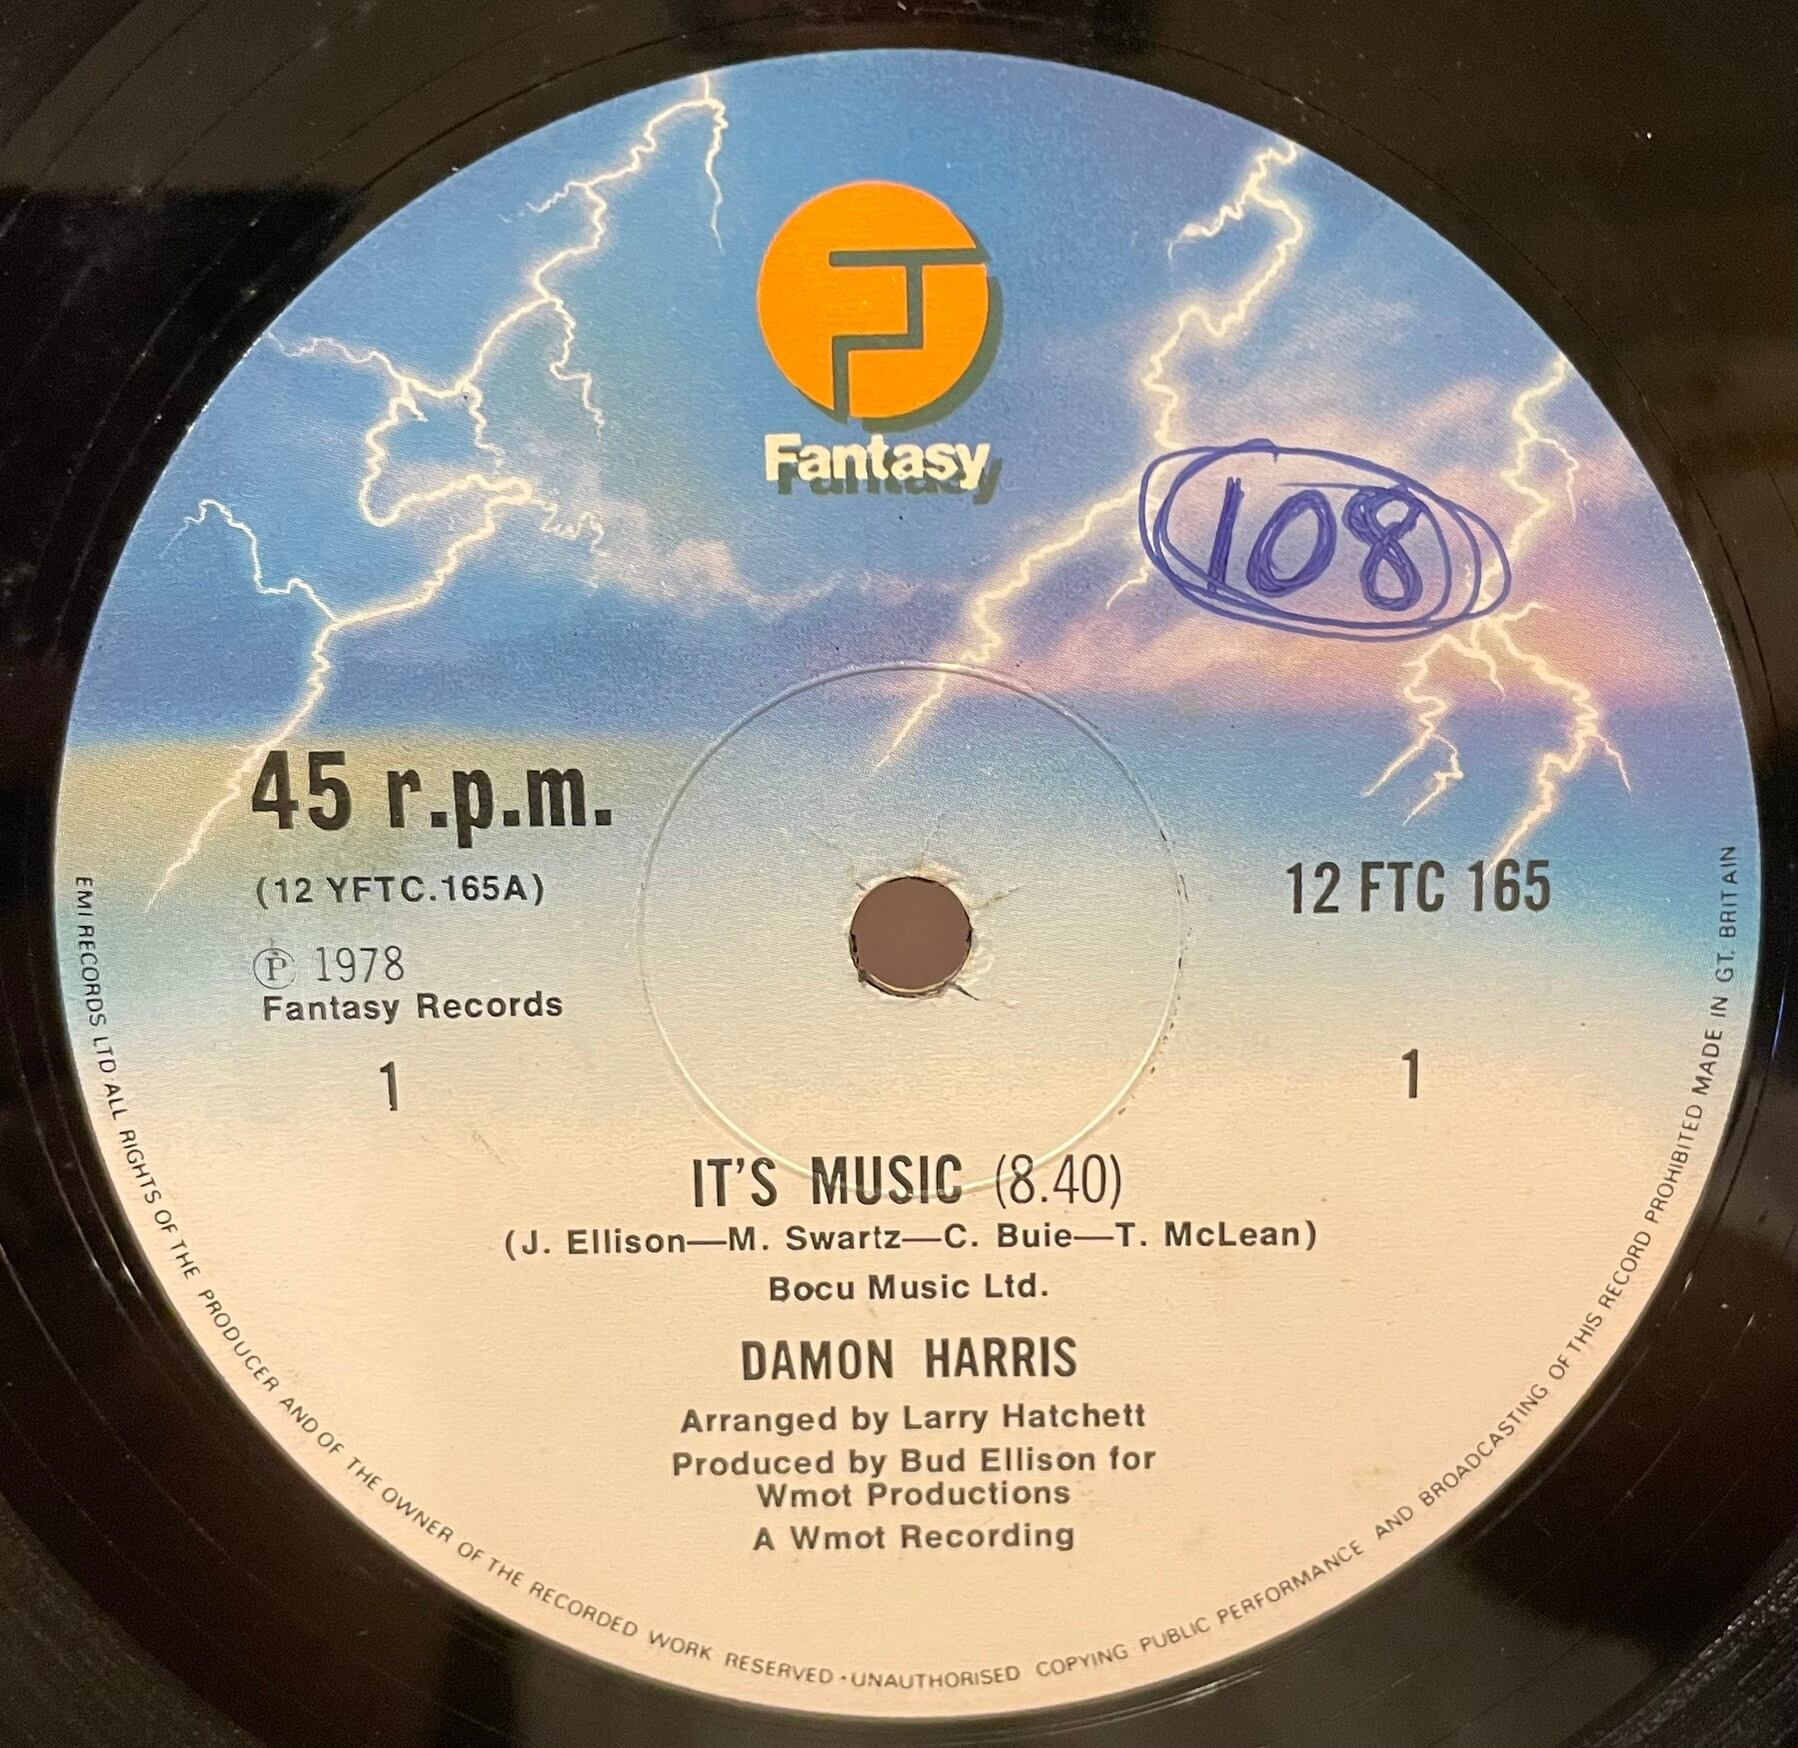 Fantasy
108
45 r.p.m.
(12 YFTC.165A)
12 FTC 165
Ⓟ 1978
Fantasy Records
1
1
IT'S MUSIC (8.40)
(J. Ellison—M. Swartz—C. Buie—T. McLean)
Bocu Music Ltd.
DAMON HARRIS
Arranged by Larry Hatchett
Produced by Bud Ellison for
Wmot Productions
A Wmot Recording
EMI RECORDS LTD ALL RIGHTS OF THE PRODUCER AND OF THE OWNER OF THE RECORDED WORK RESERVED · UNAUTHORISED COPYING PUBLIC PERFORMANCE AND BROADCASTING OF THIS RECORD PROHIBITED MADE IN GT. BRITAIN